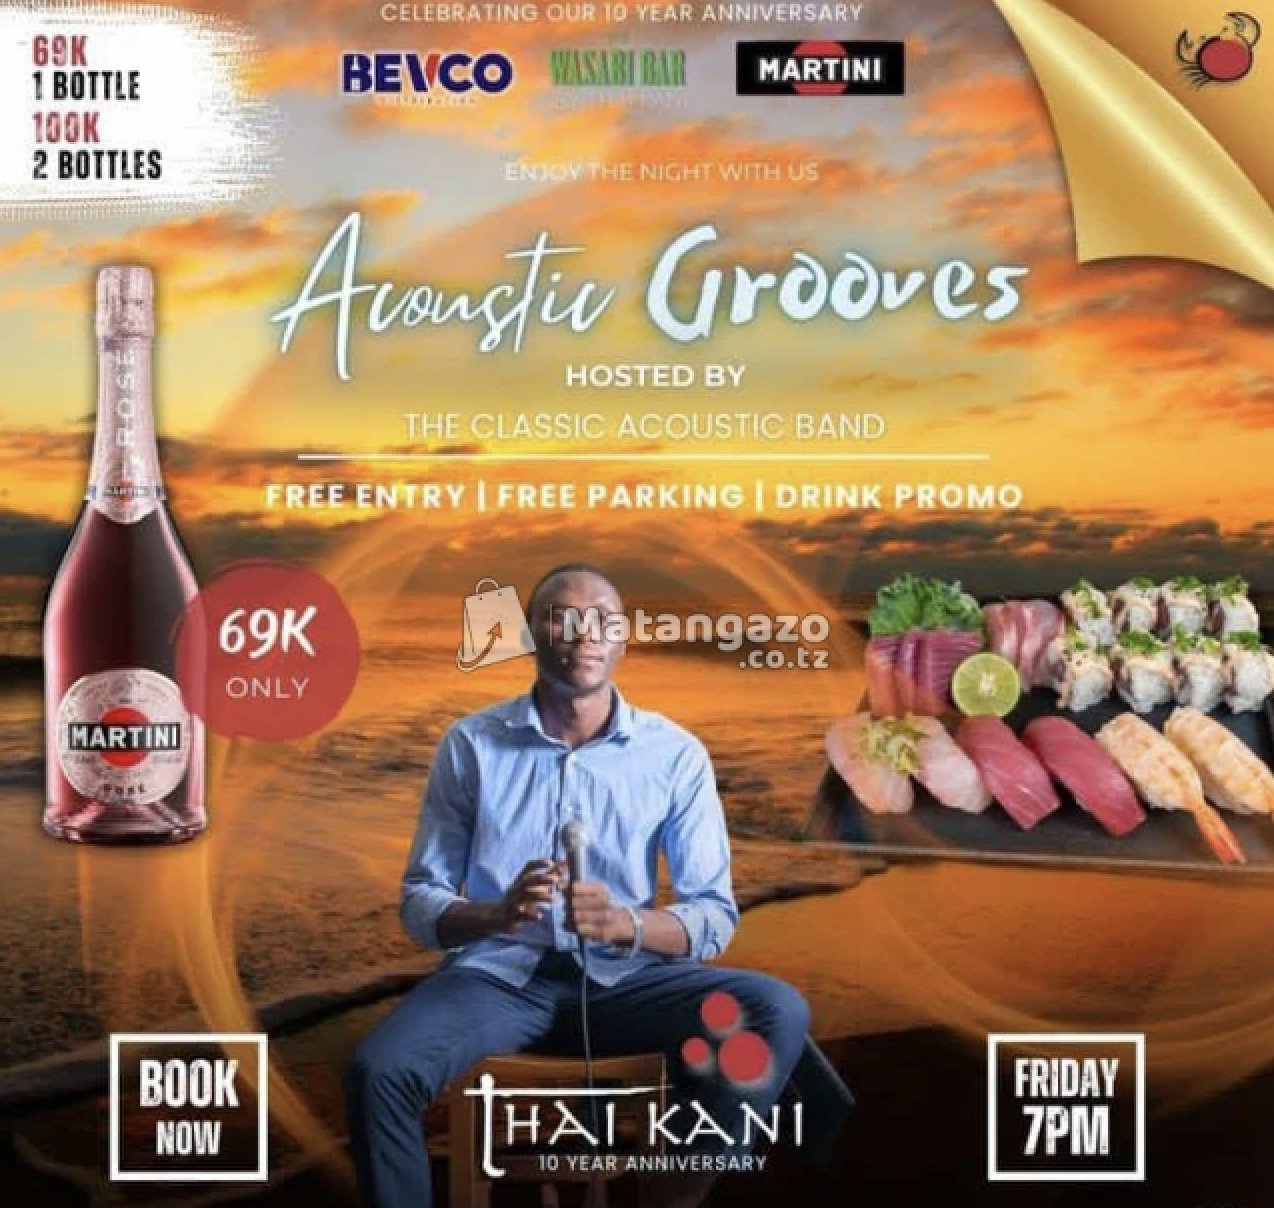 CELEBRATING OUR 10 YEAR ANNIVERSARY
69K
1 BOTTLE
100K
2 BOTTLES
BEVCO
WASABI BAR
MARTINI
ENJOY THE NIGHT WITH US
Acoustic Grooves
HOSTED BY
THE CLASSIC ACOUSTIC BAND
FREE ENTRY | FREE PARKING | DRINK PROMO
ROSÉ
MARTINI
69K
ONLY
Matangazo
.co.tz
MARTINI
BOOK
NOW
THAI KANI
10 YEAR ANNIVERSARY
FRIDAY
7PM